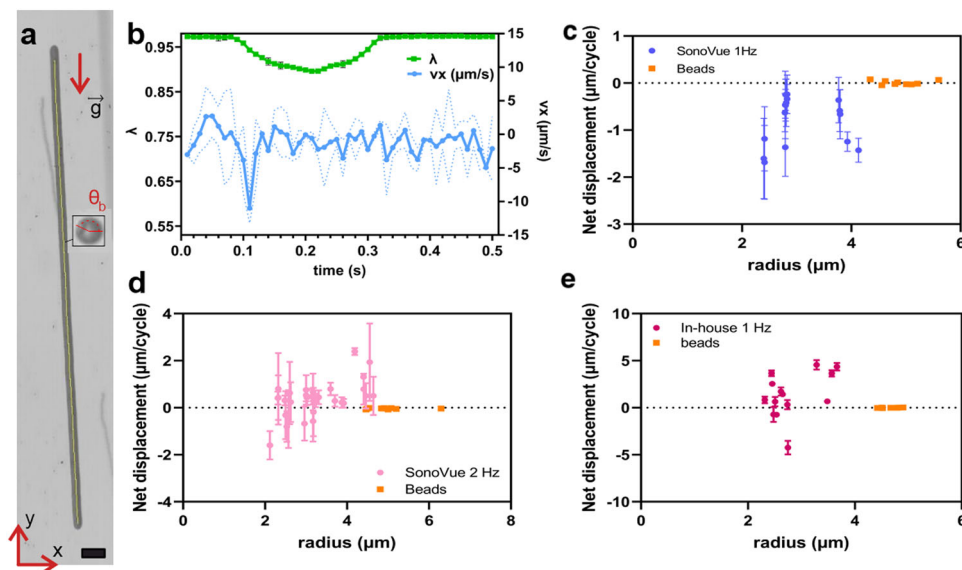 a
g
θb
y
x
b
λ
vx (μm/s)
0.95
0.85
0.75
0.65
0.55
λ
15
10
5
0
-5
-10
-15
vx (μm/s)
0.0 0.1 0.2 0.3 0.4 0.5
time (s)
c
SonoVue 1Hz
Beads
Net displacement (μm/cycle)
1
0
-1
-2
-3
0 2 4 6
radius (μm)
d
Net displacement (μm/cycle)
4
2
0
-2
-4
SonoVue 2 Hz
Beads
0 2 4 6 8
radius (μm)
e
In-house 1 Hz
beads
Net displacement (μm/cycle)
10
5
0
-5
-10
0 2 4 6
radius (μm)